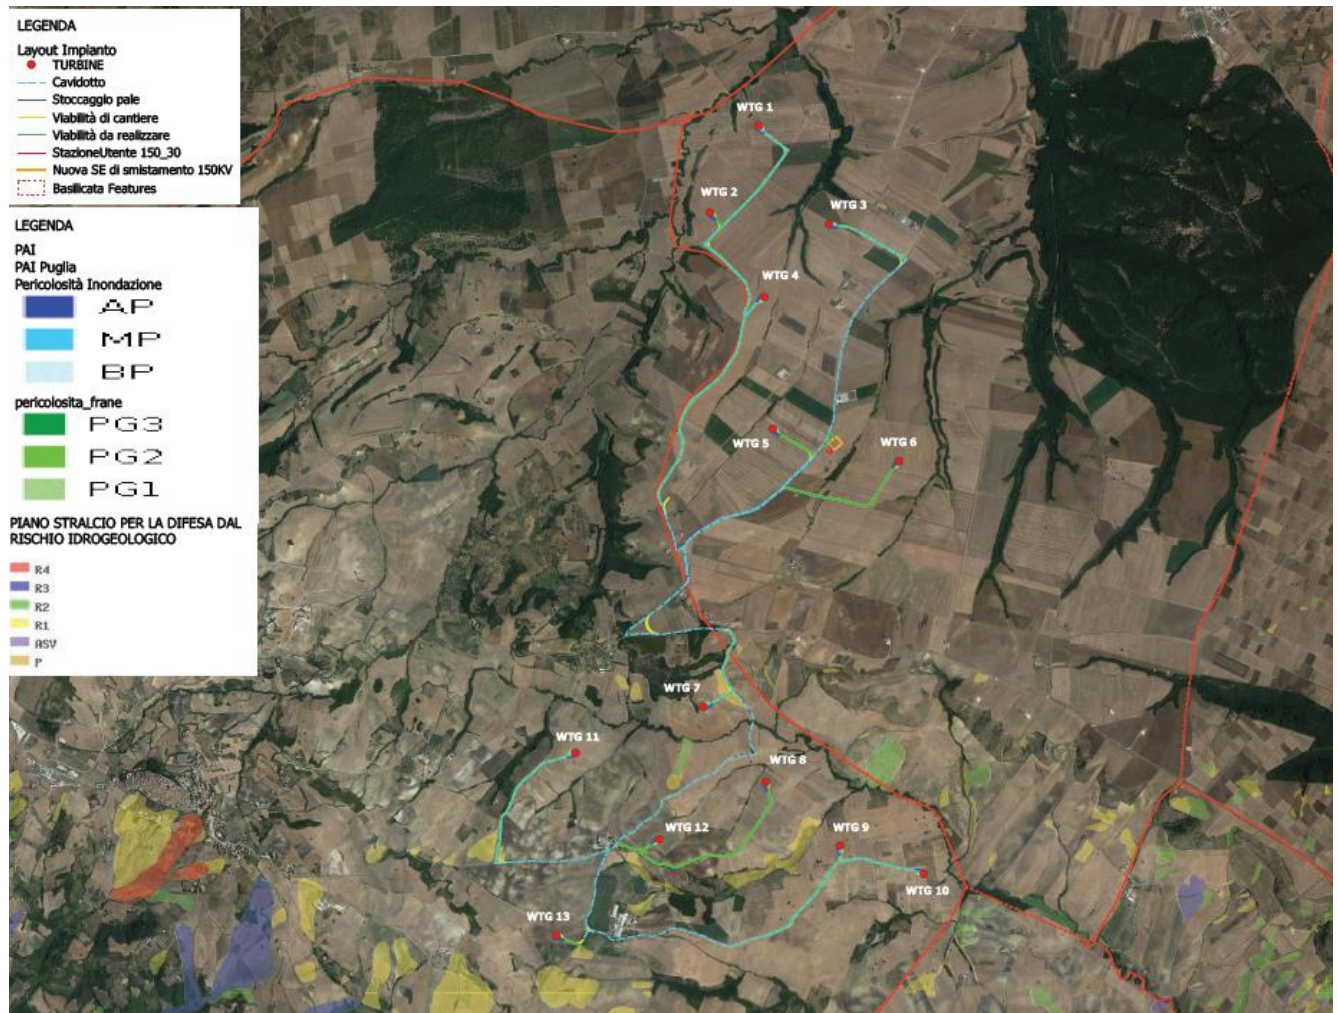 LEGENDA
Layout Impianto
TURBINE
Cavidotto
Stoccaggio pale
Viabilità di cantiere
Viabilità da realizzare
StazioneUtente 150_30
Nuova SE di smistamento 150KV
Basilicata Features
LEGENDA
PAI
PAI Puglia
Pericolosità Inondazione
AP
MP
BP
pericolosita_frane
PG3
PG2
PG1
PIANO STRALCIO PER LA DIFESA DAL
RISCHIO IDROGEOLOGICO
R4
R3
R2
R1
ASV
P
WTG 1
WTG 2
WTG 3
WTG 4
WTG 5
WTG 6
WTG 7
WTG 11
WTG 8
WTG 12
WTG 9
WTG 10
WTG 13